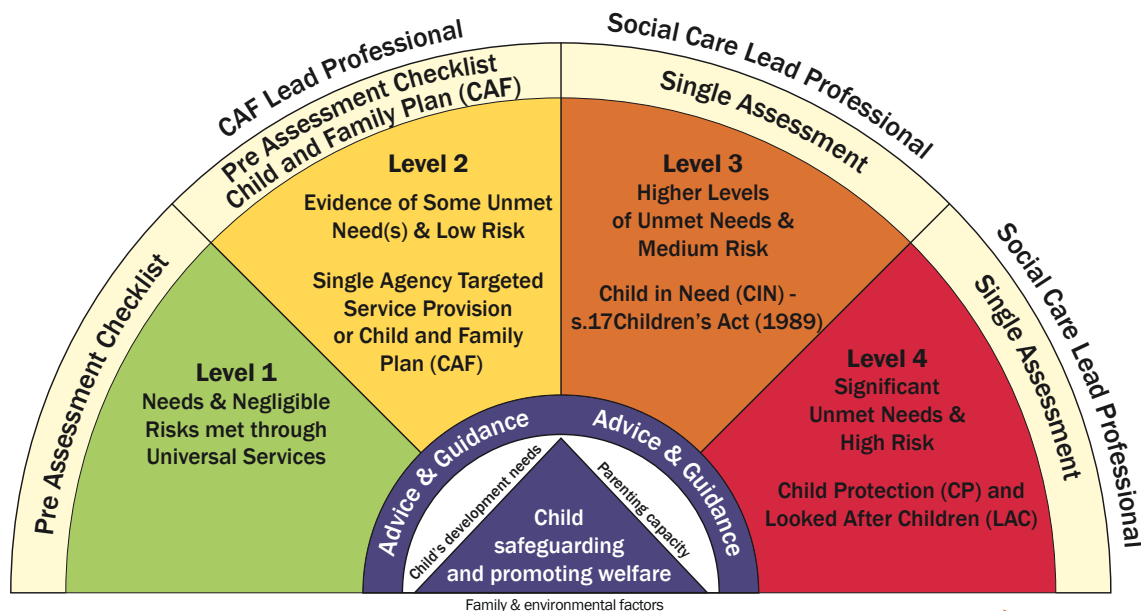 CAF Lead Professional
Social Care Lead Professional
Pre Assessment Checklist
Child and Family Plan (CAF)
Single Assessment
Level 2
Evidence of Some Unmet
Need(s) & Low Risk
Single Agency Targeted
Service Provision
or Child and Family
Plan (CAF)
Level 3
Higher Levels
of Unmet Needs &
Medium Risk
Child in Need (CIN) -
s.17Children's Act (1989)
Pre Assessment Checklist
Level 1
Needs & Negligible
Risks met through
Universal Services
Social Care Lead Professional
Single Assessment
Level 4
Significant
Unmet Needs &
High Risk
Child Protection (CP) and
Looked After Children (LAC)
Advice & Guidance
Advice & Guidance
Child's development needs
Parenting capacity
Child
safeguarding
and promoting welfare
Family & environmental factors